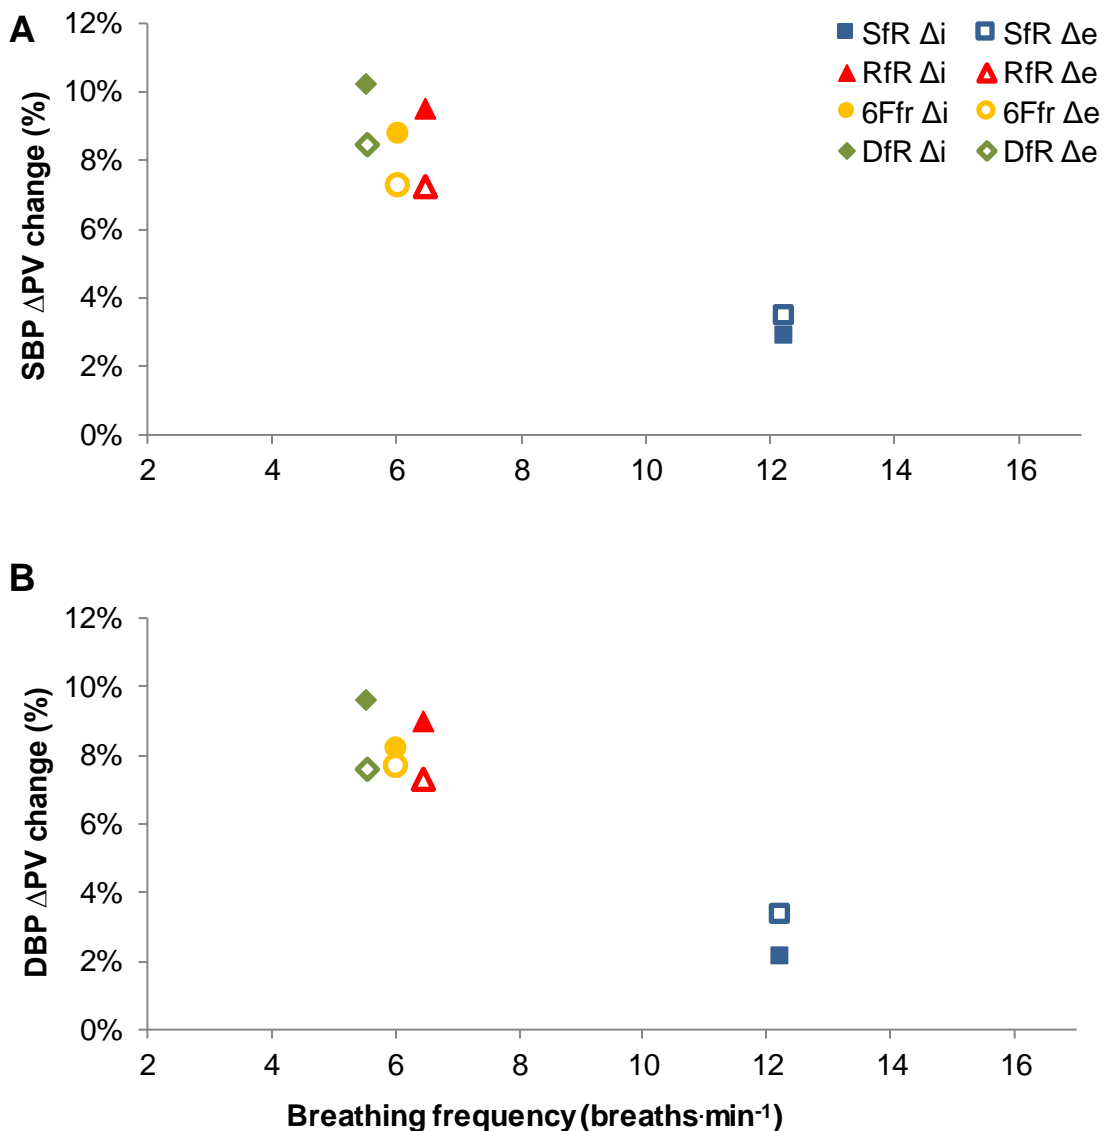 A
12%
10%
8%
6%
4%
2%
0%
SBP ΔPV change (%)
SfR Δi SfR Δe
RfR Δi RfR Δe
6Ffr Δi 6Ffr Δe
DfR Δi DfR Δe
2 4 6 8 10 12 14 16
B
12%
10%
8%
6%
4%
2%
0%
DBP ΔPV change (%)
2 4 6 8 10 12 14 16
Breathing frequency (breaths·min⁻¹)